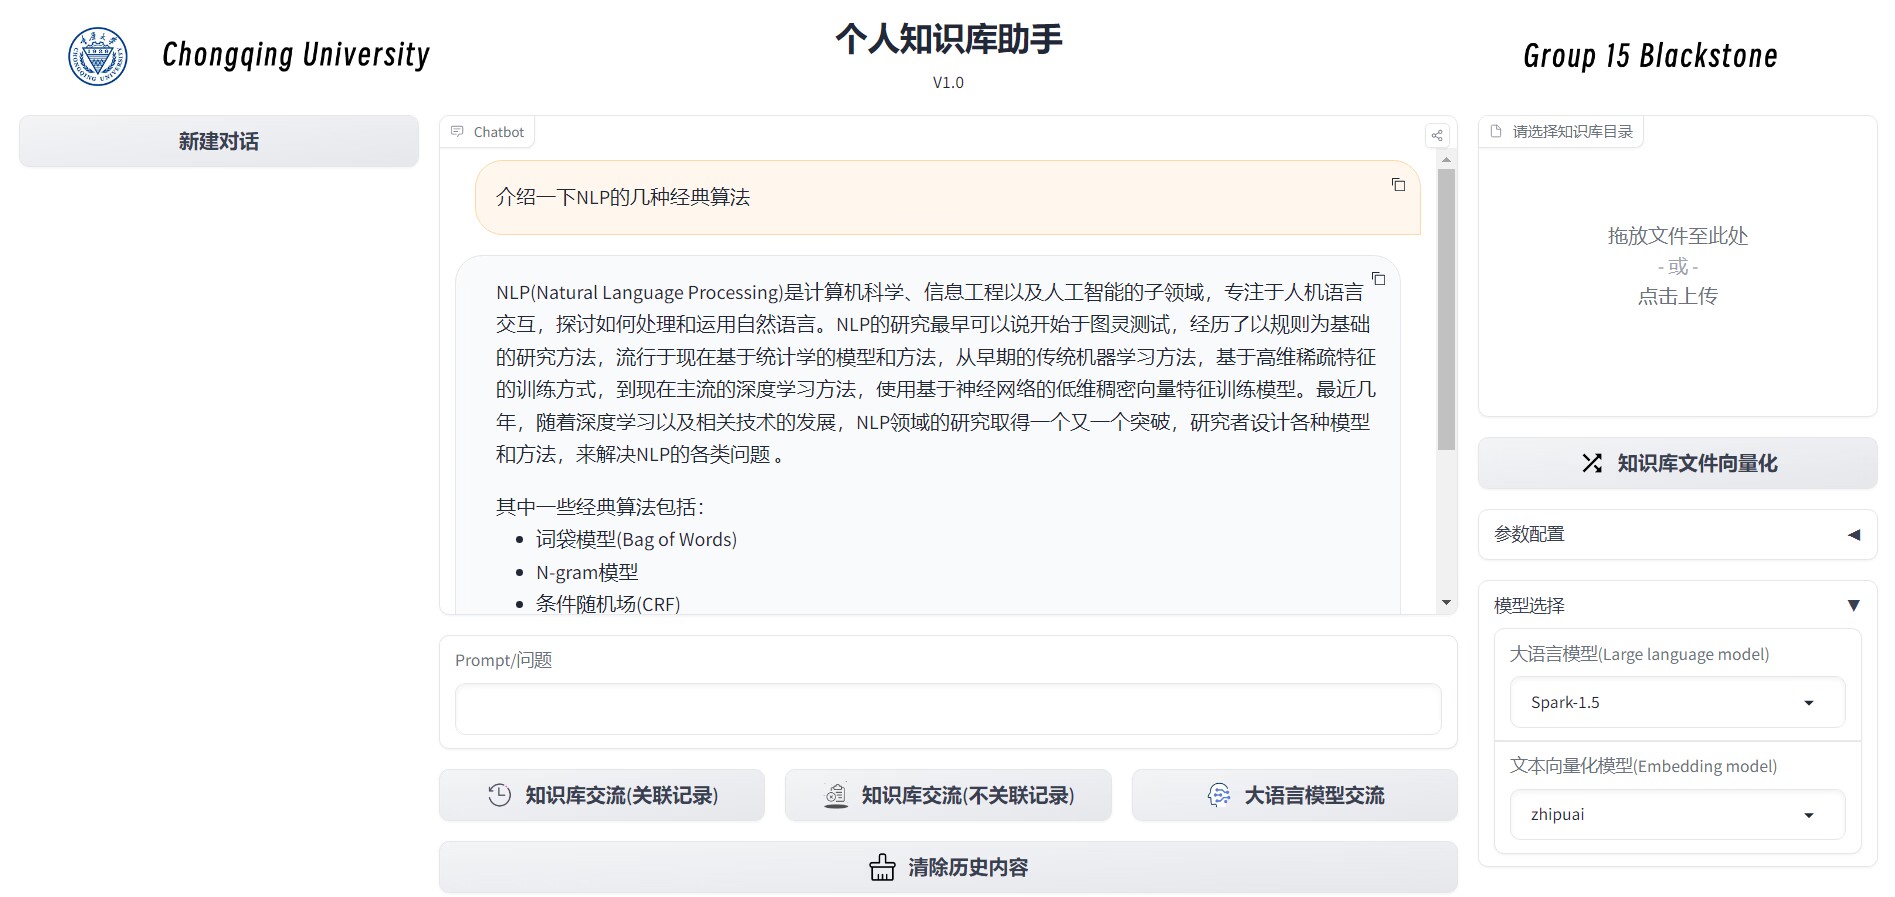 Chongqing University
个人知识库助手
V1.0
Group 15 Blackstone
新建对话
Chatbot
介绍一下NLP的几种经典算法
NLP(Natural Language Processing)是计算机科学、信息工程以及人工智能的子领域，专注于人机语言
交互，探讨如何处理和运用自然语言。NLP的研究最早可以说开始于图灵测试，经历了以规则为基础
的研究方法，流行于现在基于统计学的模型和方法，从早期的传统机器学习方法，基于高维稀疏特征
的训练方式，到现在主流的深度学习方法，使用基于神经网络的低维稠密向量特征训练模型。最近几
年，随着深度学习以及相关技术的发展，NLP领域的研究取得一个又一个突破，研究者设计各种模型
和方法，来解决NLP的各类问题 。
其中一些经典算法包括：
词袋模型(Bag of Words)
N-gram模型
条件随机场(CRF)
Prompt/问题
知识库交流(关联记录)
知识库交流(不关联记录)
大语言模型交流
清除历史内容
请选择知识库目录
拖放文件至此处
- 或 -
点击上传
知识库文件向量化
参数配置
模型选择
大语言模型(Large language model)
Spark-1.5
文本向量化模型(Embedding model)
zhipuai